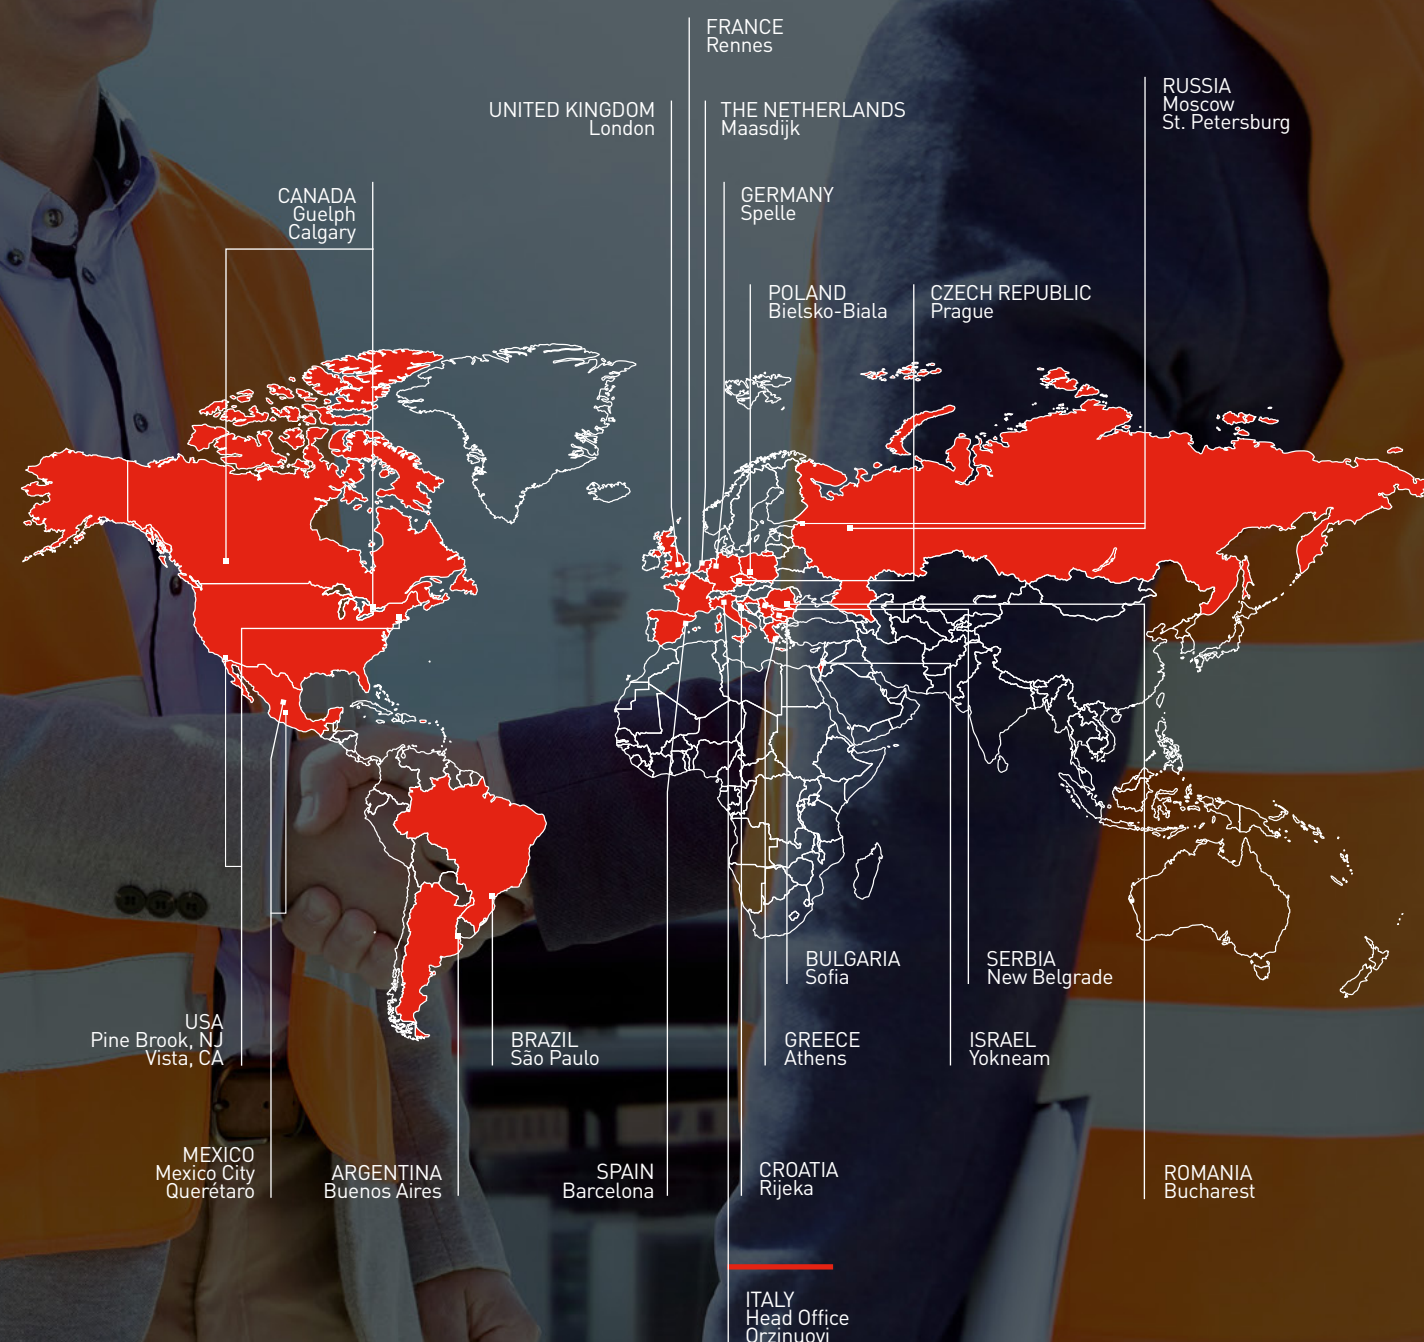 FRANCE
Rennes
UNITED KINGDOM
London
THE NETHERLANDS
Maasdijk
RUSSIA
Moscow
St. Petersburg
CANADA
Guelph
Calgary
GERMANY
Spelle
POLAND
Bielsko-Biala
CZECH REPUBLIC
Prague
BULGARIA
Sofia
SERBIA
New Belgrade
USA
Pine Brook, NJ
Vista, CA
BRAZIL
São Paulo
GREECE
Athens
ISRAEL
Yokneam
MEXICO
Mexico City
Querétaro
ARGENTINA
Buenos Aires
SPAIN
Barcelona
CROATIA
Rijeka
ROMANIA
Bucharest
ITALY
Head Office
Orzinuovi